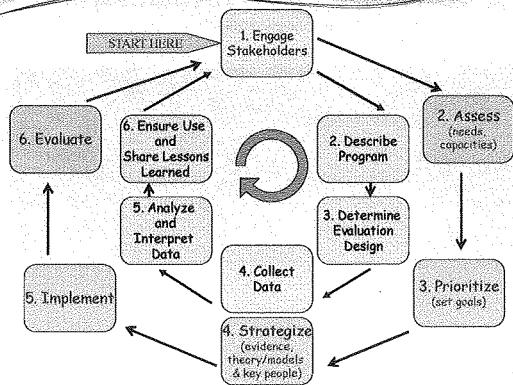 START HERE
1. Engage
Stakeholders
2. Assess
(needs,
capacities)
6. Evaluate
6. Ensure Use
and
Share Lessons
Learned
2. Describe
Program
5. Analyze
and
Interpret
Data
3. Determine
Evaluation
Design
4. Collect
Data
5. Implement
3. Prioritize
(set goals)
4. Strategize
(evidence,
theory/models
& key people)